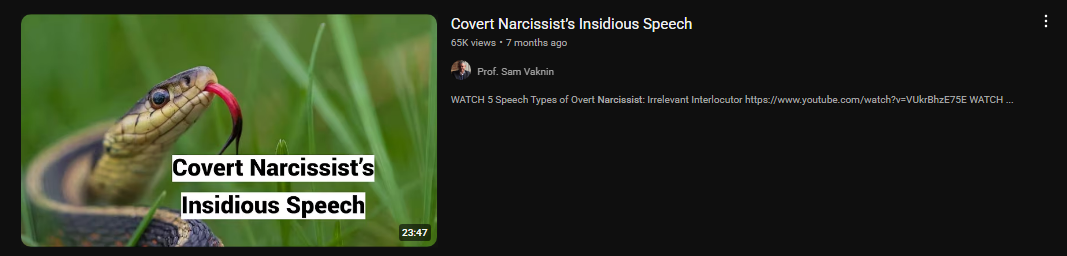 Covert Narcissist's
Insidious Speech
23:47
Covert Narcissist's Insidious Speech
65K views • 7 months ago
Prof. Sam Vaknin
WATCH 5 Speech Types of Overt Narcissist: Irrelevant Interlocutor https://www.youtube.com/watch?v=VUkrBhzE75E WATCH ...